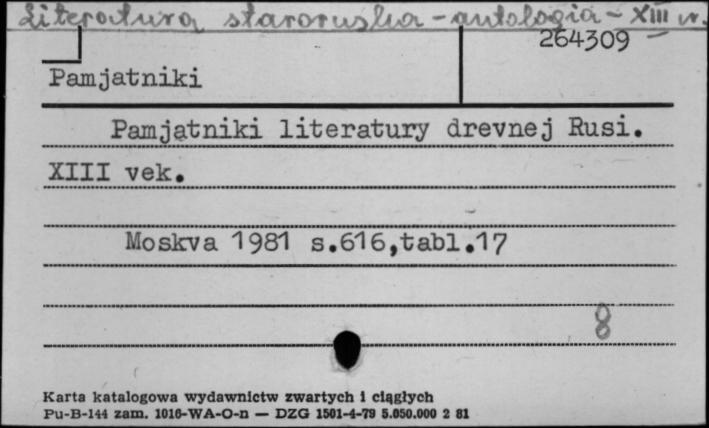 Literatura staroruska - antologia - XIII w.
264309
Pamjatniki
Pamjatniki literatury drevnej Rusi.
XIII vek.
Moskva 1981 s.616,tabl.17
8
Karta katalogowa wydawnictw zwartych i ciągłych
Pu-B-144 zam. 1016-WA-O-n — DZG 1501-4-79 5.050.000 2 81